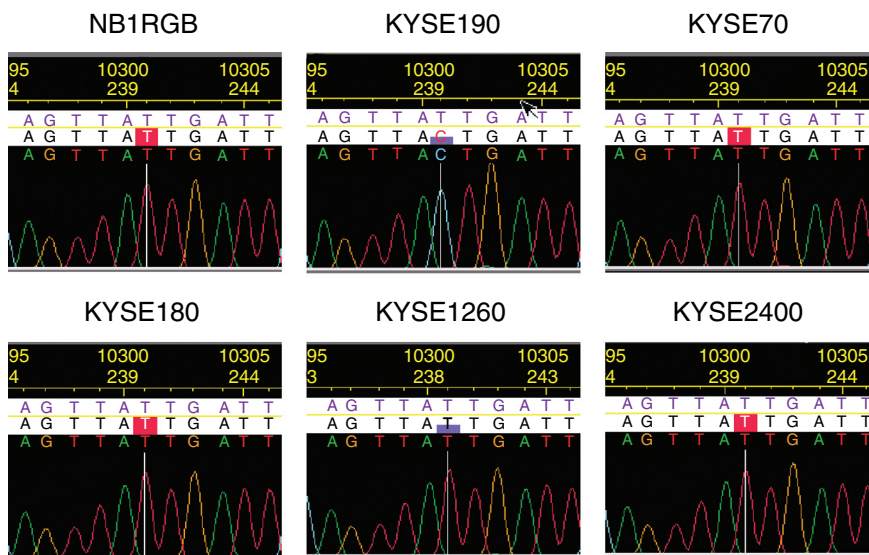 NB1RGB
95 10300 10305
4 239 244
A G T T A T T G A T T
A G T T A T T G A T T
A G T T A T T G A T T
KYSE190
95 10300 10305
4 239 244
A G T T A T T G A T T
A G T T A C T G A T T
A G T T A C T G A T T
KYSE70
95 10300 10305
4 239 244
A G T T A T T G A T T
A G T T A T T G A T T
A G T T A T T G A T T
KYSE180
95 10300 10305
4 239 244
A G T T A T T G A T T
A G T T A T T G A T T
A G T T A T T G A T T
KYSE1260
95 10300 10305
3 238 243
A G T T A T T G A T T
A G T T A T T G A T T
A G T T A T T G A T T
KYSE2400
95 10300 10305
4 239 244
A G T T A T T G A T T
A G T T A T T G A T T
A G T T A T T G A T T